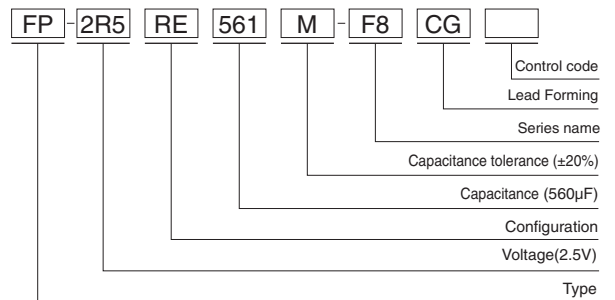 FP-2R5 RE 561 M-F8 CG
Control code
Lead Forming
Series name
Capacitance tolerance (±20%)
Capacitance (560µF)
Configuration
Voltage(2.5V)
Type